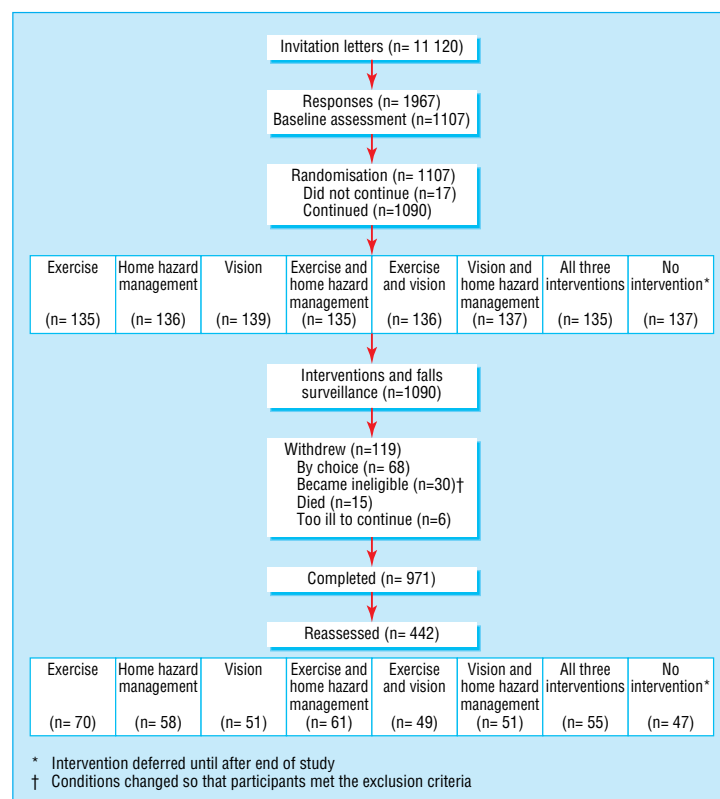 Invitation letters (n= 11 120)
Responses (n= 1967)
Baseline assessment (n=1107)
Randomisation (n= 1107)
Did not continue (n=17)
Continued (n=1090)
Exercise
(n= 135)
Home hazard
management
(n= 136)
Vision
(n= 139)
Exercise and
home hazard
management
(n= 135)
Exercise
and vision
(n= 136)
Vision and
home hazard
management
(n= 137)
All three
interventions
(n= 135)
No
intervention*
(n= 137)
Interventions and falls
surveillance (n=1090)
Withdrew (n=119)
By choice (n= 68)
Became ineligible (n=30)†
Died (n=15)
Too ill to continue (n=6)
Completed (n= 971)
Reassessed (n= 442)
Exercise
(n= 70)
Home hazard
management
(n= 58)
Vision
(n= 51)
Exercise and
home hazard
management
(n= 61)
Exercise
and vision
(n= 49)
Vision and
home hazard
management
(n= 51)
All three
interventions
(n= 55)
No
intervention*
(n= 47)
* Intervention deferred until after end of study
† Conditions changed so that participants met the exclusion criteria